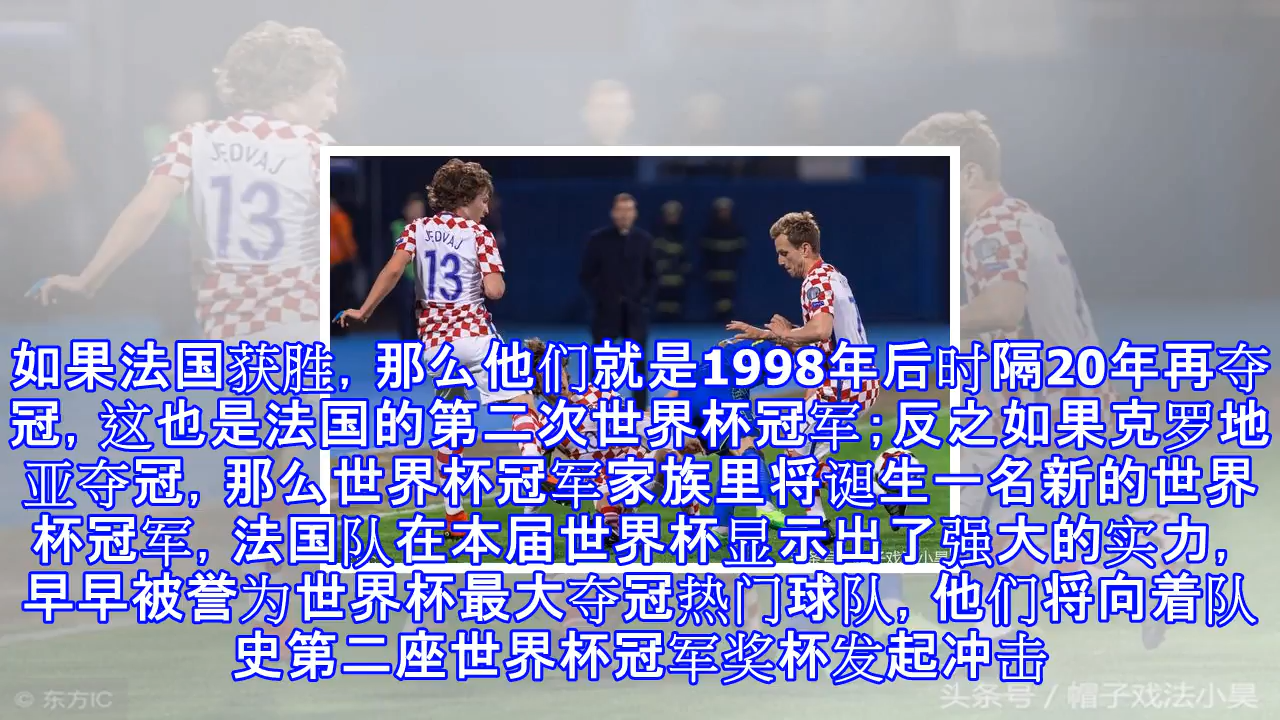 JEDVAJ
13
JEDVAJ
13
如果法国获胜, 那么他们就是1998年后时隔20年再夺
冠, 这也是法国的第二次世界杯冠军;反之如果克罗地
亚夺冠, 那么世界杯冠军家族里将诞生一名新的世界
杯冠军, 法国队在本届世界杯显示出了强大的实力,
早早被誉为世界杯最大夺冠热门球队, 他们将向着队
史第二座世界杯冠军奖杯发起冲击
© 东方IC
头条号 / 帽子戏法小昊